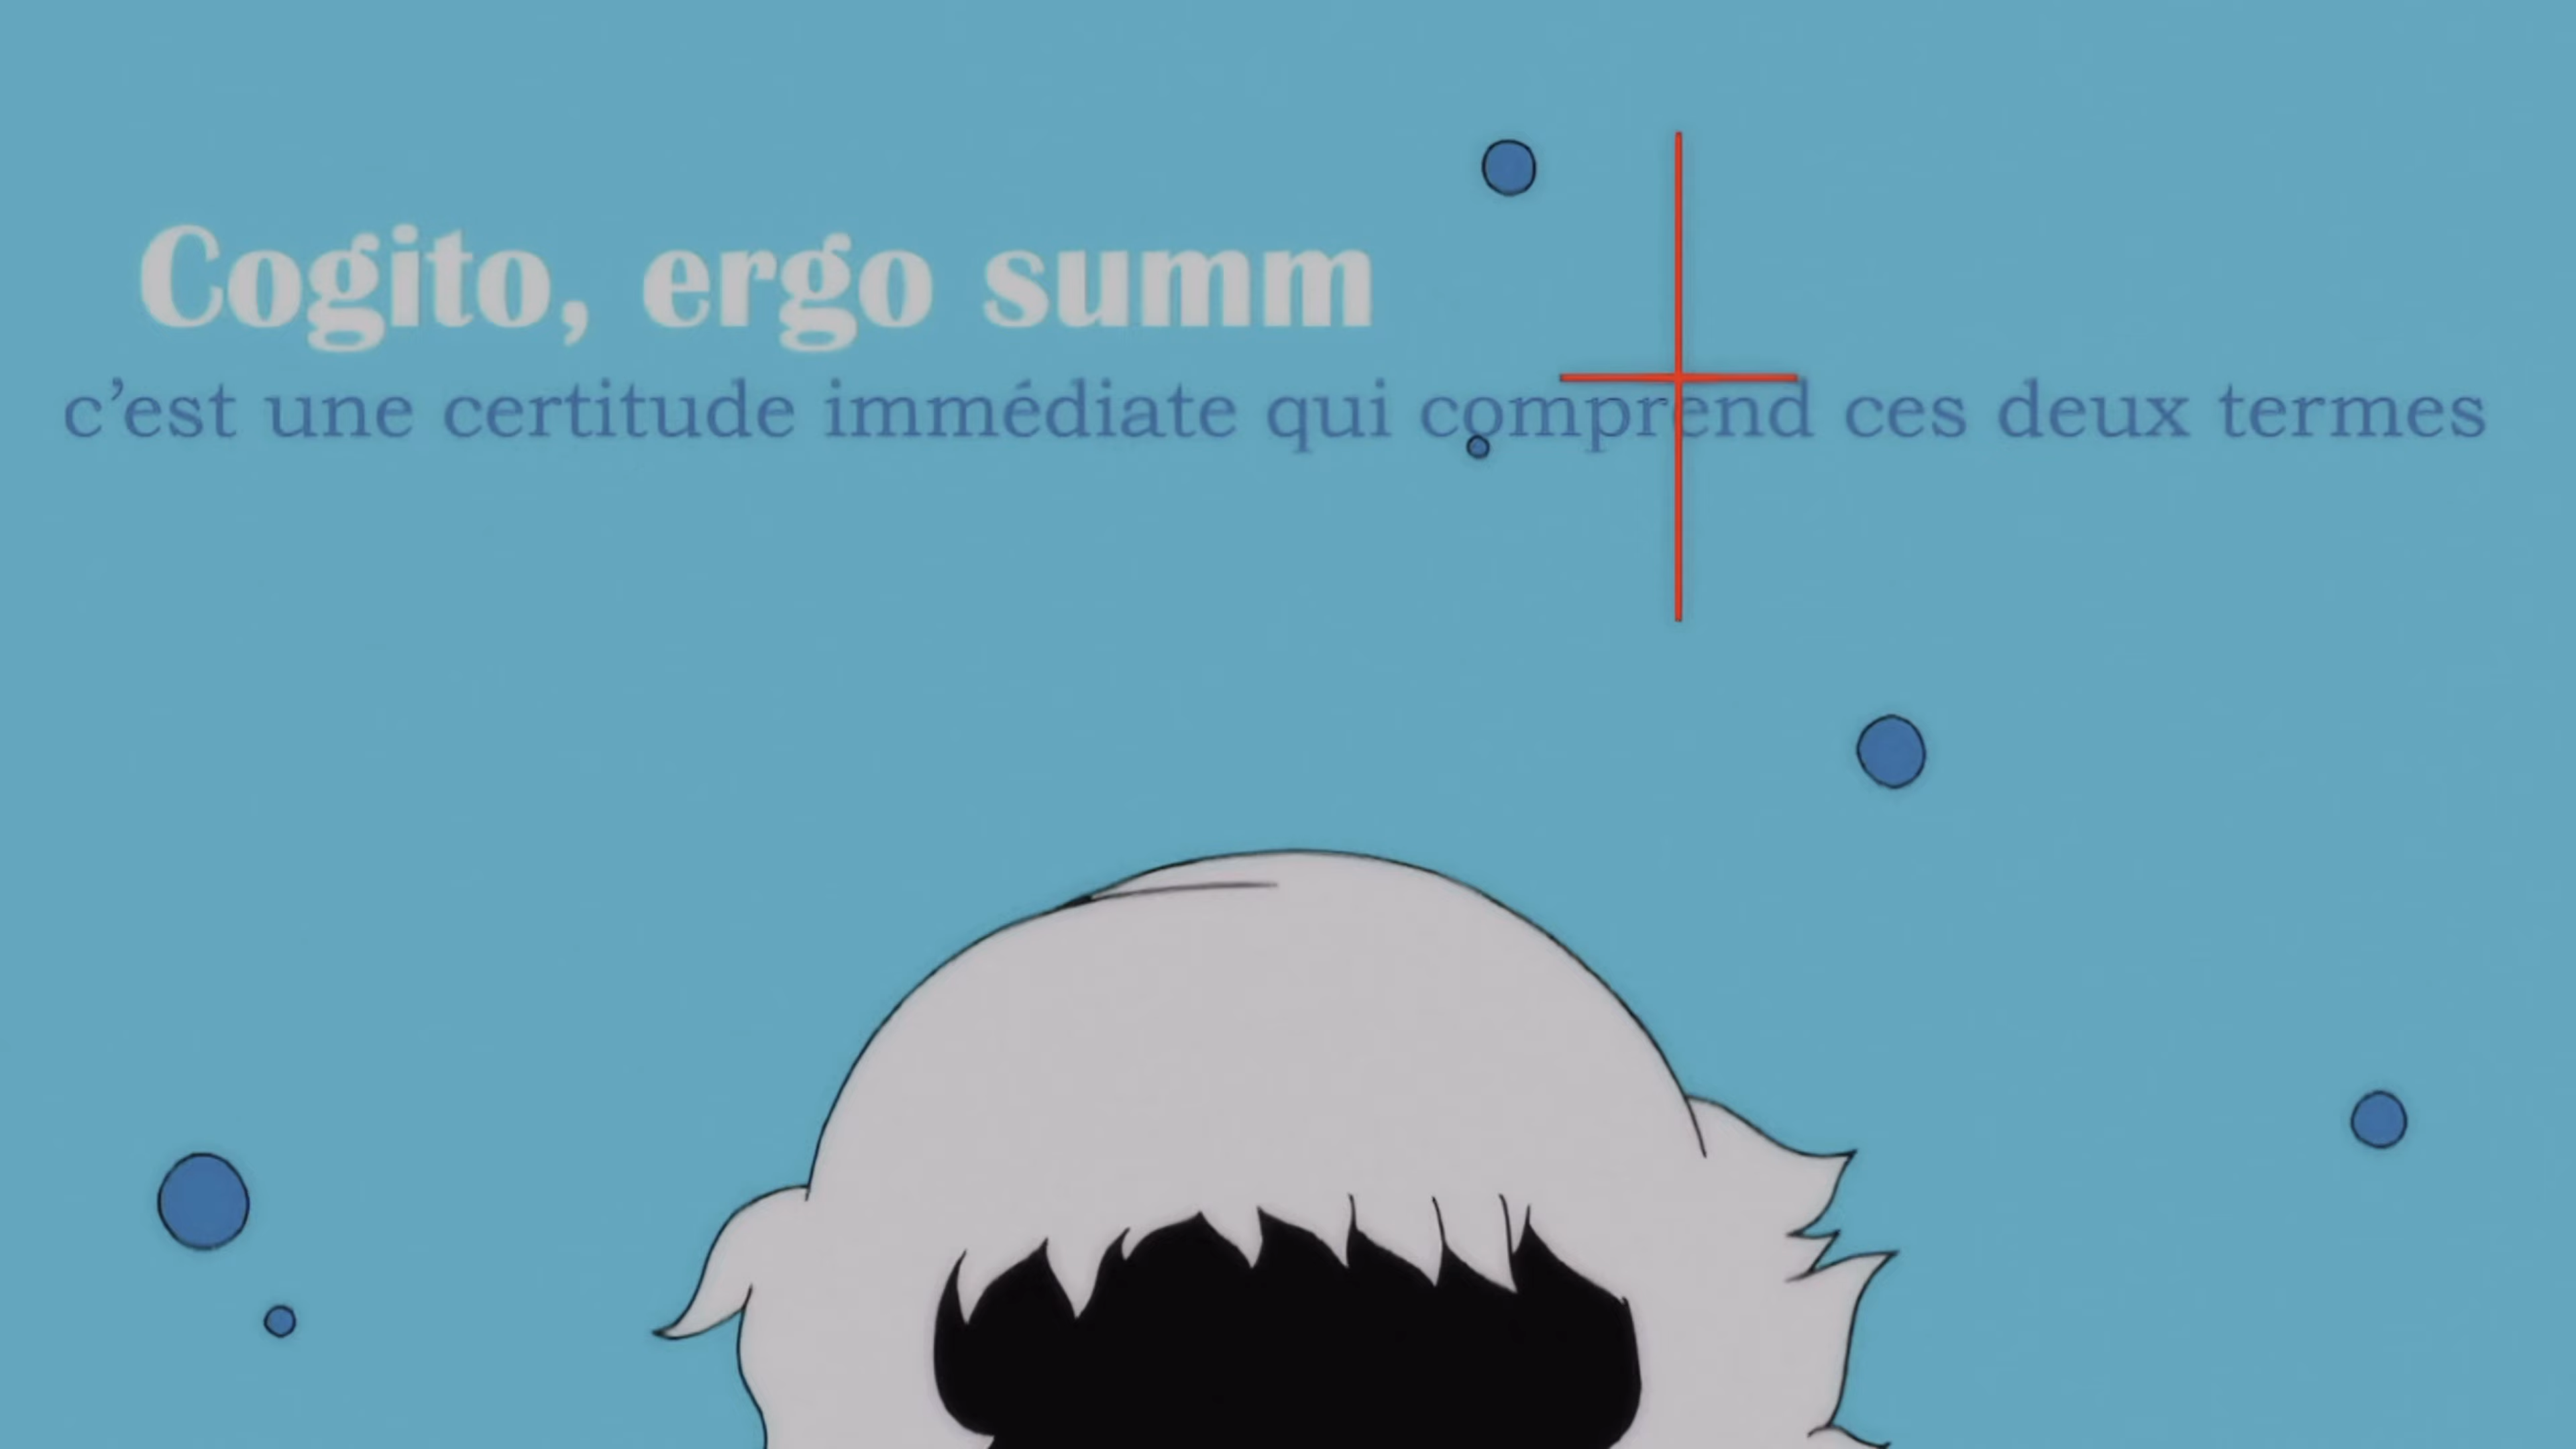 Cogito, ergo summ
c’est une certitude immédiate qui comprend ces deux termes